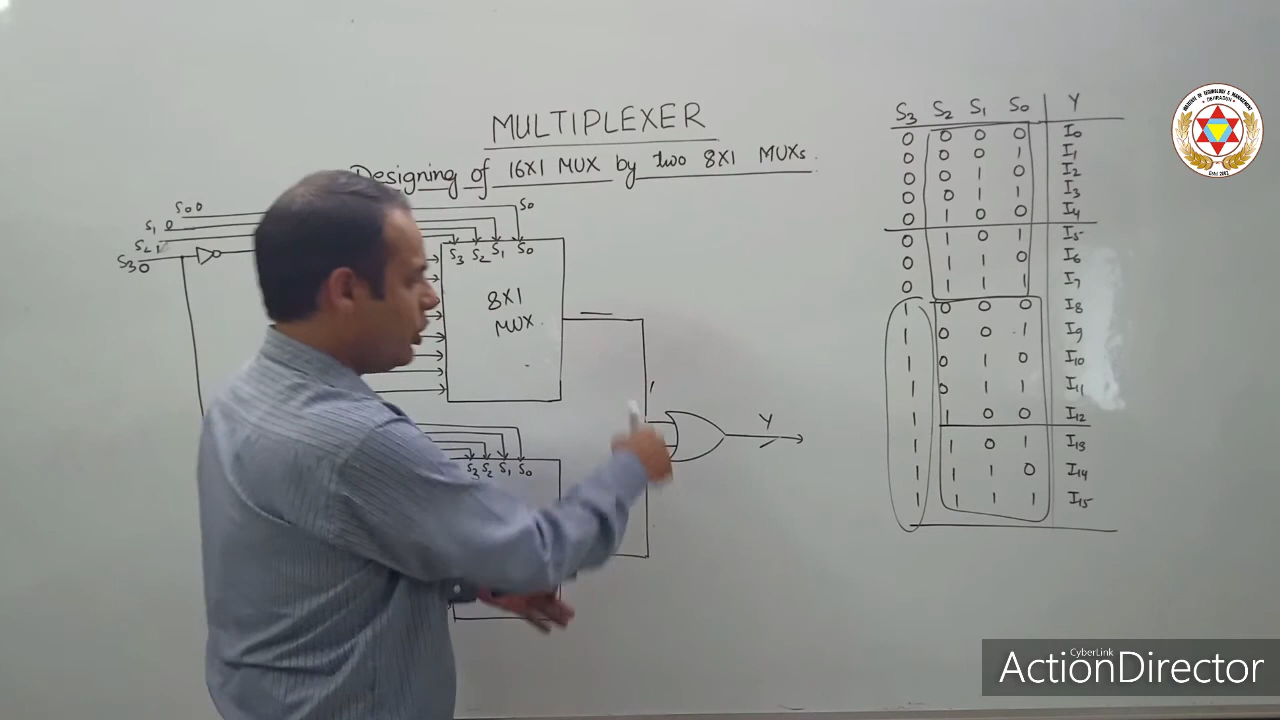 MULTIPLEXER
Designing of 16X1 MUX by two 8X1 MUXs.
S0 0
S1 0
S2 1
S3 0
S0
S3 S2 S1 S0
8X1
MUX
S3 S2 S1 S0
Y
S3 S2 S1 S0 Y
0 0 0 0 I0
0 0 0 1 I1
0 0 1 0 I2
0 0 1 1 I3
0 1 0 0 I4
0 1 0 1 I5
0 1 1 0 I6
0 1 1 1 I7
1 0 0 0 I8
1 0 0 1 I9
1 0 1 0 I10
1 0 1 1 I11
1 1 0 0 I12
1 1 0 1 I13
1 1 1 0 I14
1 1 1 1 I15
INSTITUTE OF TECHNOLOGY & MANAGEMENT
DEHRADUN
CyberLink
ActionDirector